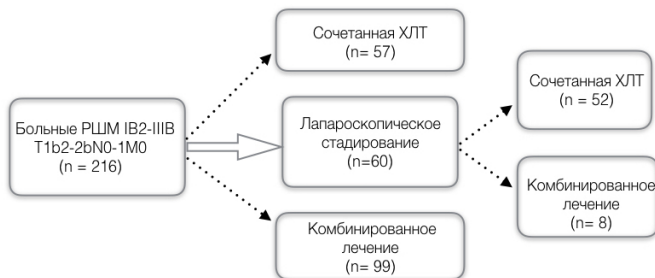 Больные РШМ IB2-IIIB
T1b2-2bN0-1M0
(n = 216)
Сочетанная ХЛТ
(n= 57)
Лапароскопическое
стадирование
(n=60)
Комбинированное
лечение
(n= 99)
Сочетанная ХЛТ
(n = 52)
Комбинированное
лечение
(n= 8)